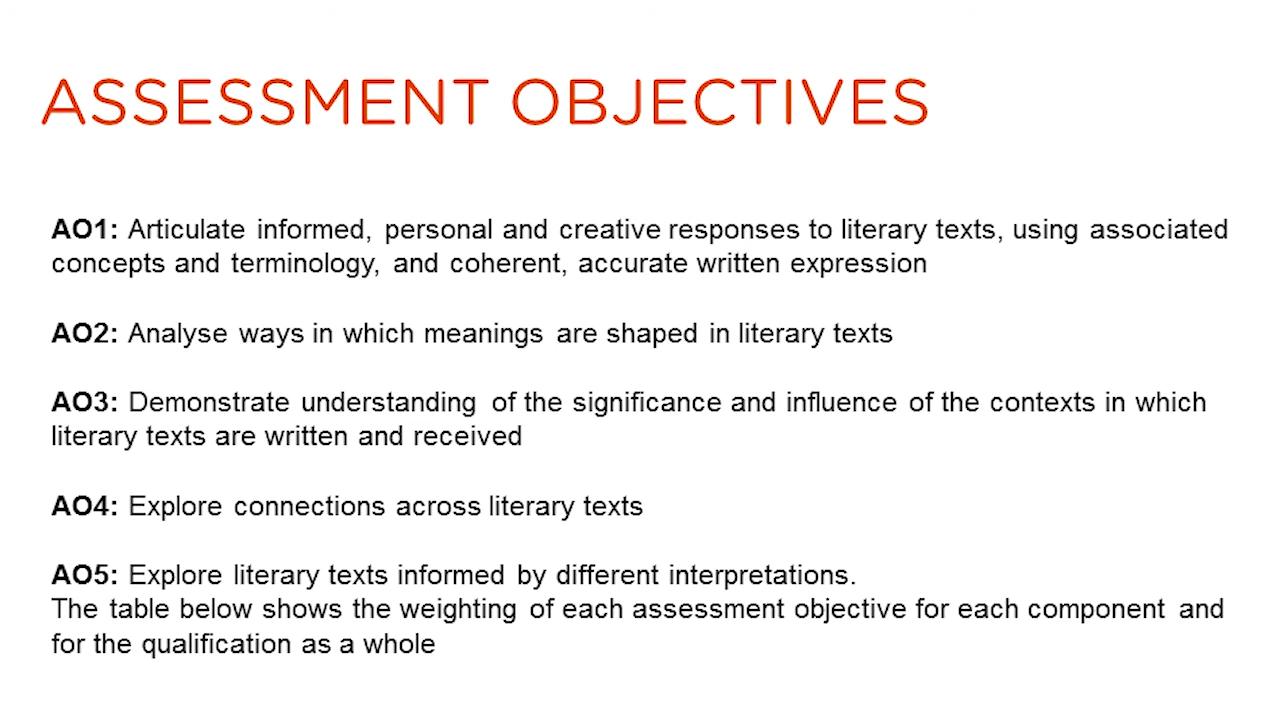 ASSESSMENT OBJECTIVES
AO1: Articulate informed, personal and creative responses to literary texts, using associated
concepts and terminology, and coherent, accurate written expression
AO2: Analyse ways in which meanings are shaped in literary texts
AO3: Demonstrate understanding of the significance and influence of the contexts in which
literary texts are written and received
AO4: Explore connections across literary texts
AO5: Explore literary texts informed by different interpretations.
The table below shows the weighting of each assessment objective for each component and
for the qualification as a whole